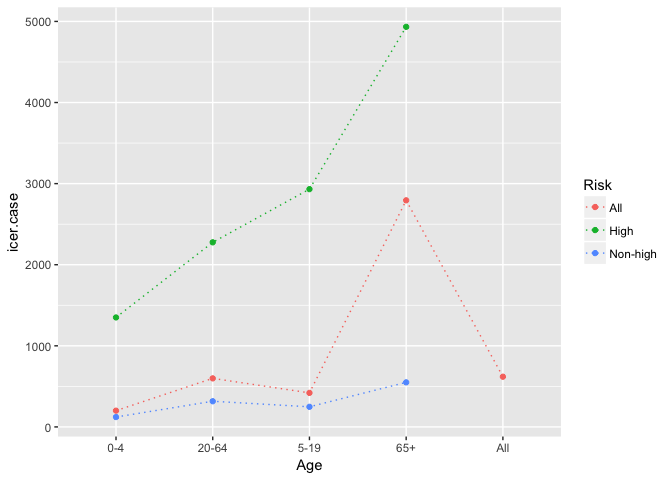 5000
4000
3000
2000
1000
0
icer.case
0-4 20-64 5-19 65+ All
Age
Risk
All
High
Non-high